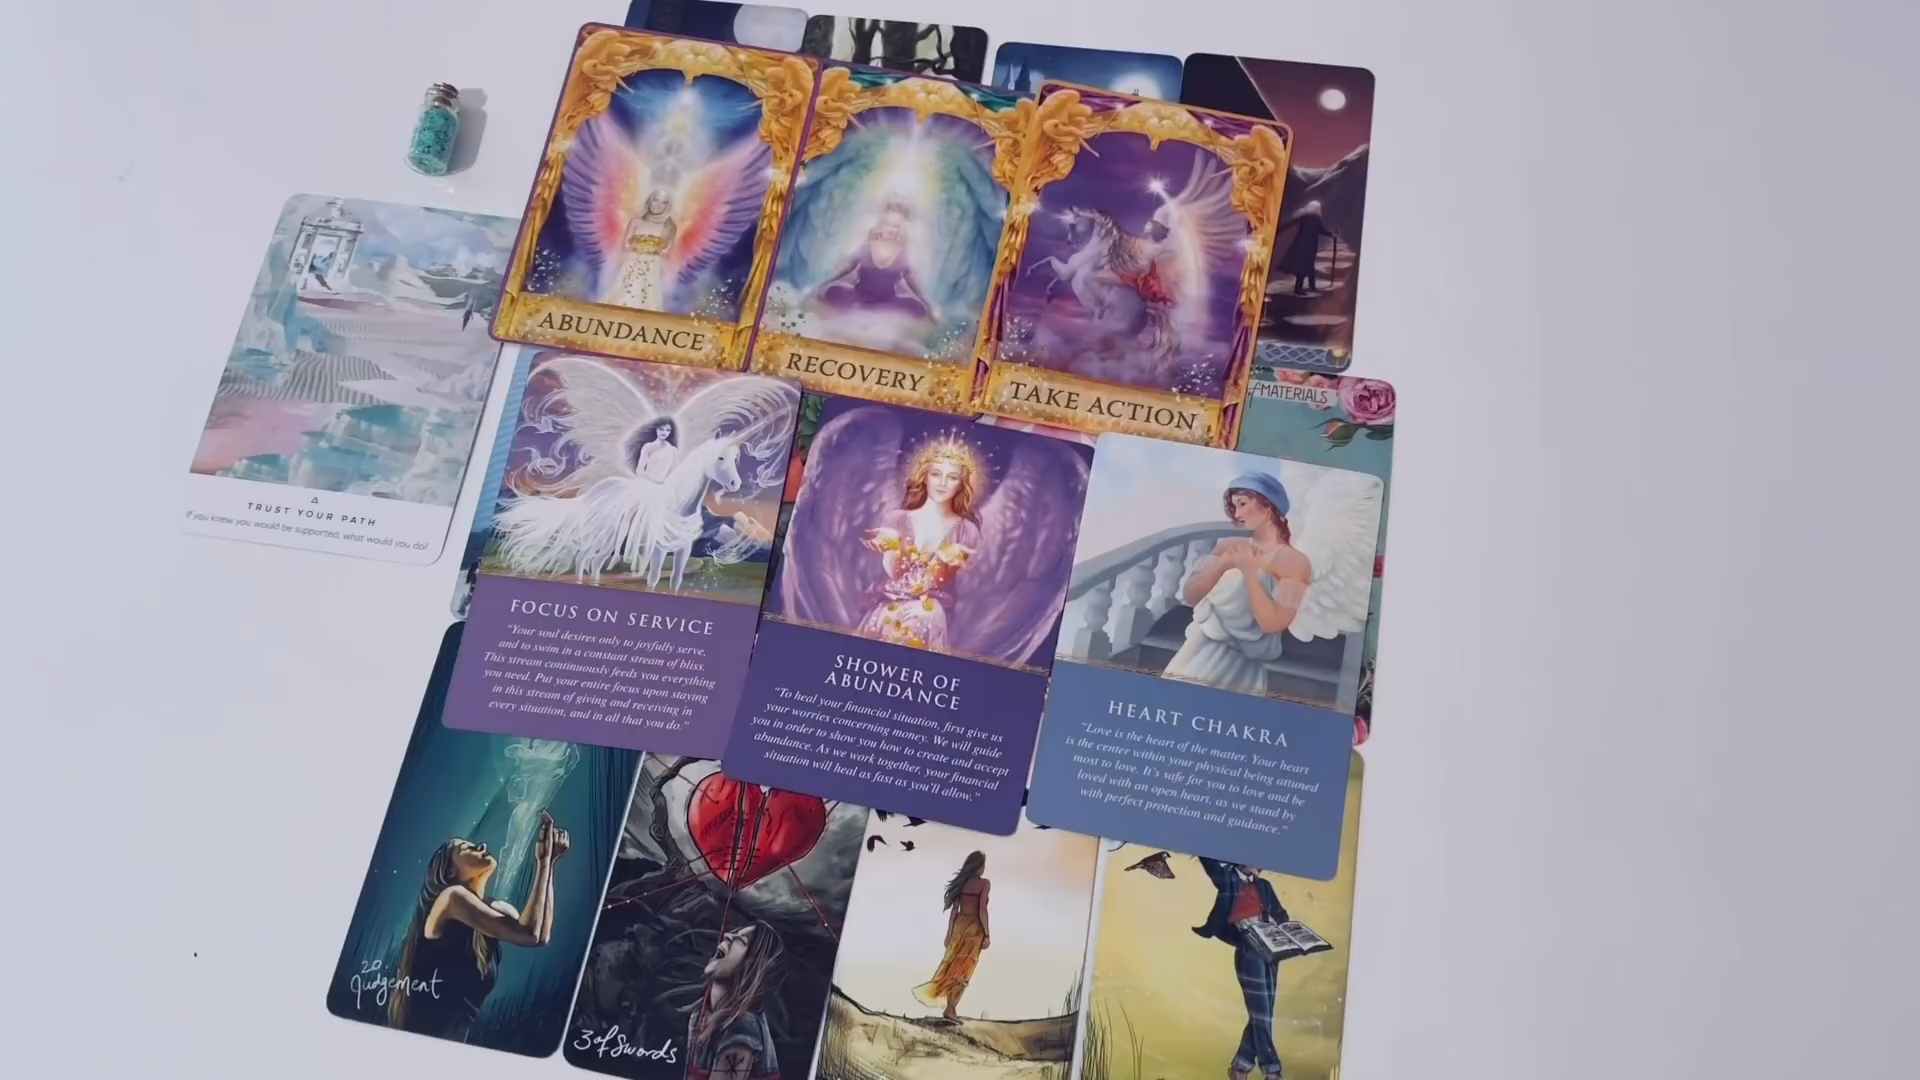 ABUNDANCE
RECOVERY
TAKE ACTION
of MATERIALS
TRUST YOUR PATH
If you knew you would be supported, what would you do?
FOCUS ON SERVICE
"Your soul desires only to joyfully serve,
and to swim in a constant stream of bliss.
This stream continuously feeds you everything
you need. Put your entire focus upon staying
in this stream of giving and receiving in
every situation, and in all that you do."
SHOWER OF
ABUNDANCE
"To heal your financial situation, first give us
your worries concerning money. We will guide
you in order to show you how to create and accept
abundance. As we work together, your financial
situation will heal as fast as you'll allow."
HEART CHAKRA
"Love is the heart of the matter. Your heart
is the center within your physical being attuned
most to love. It's safe for you to love and be
loved with an open heart, as we stand by
with perfect protection and guidance."
20
Judgement
3 of Swords